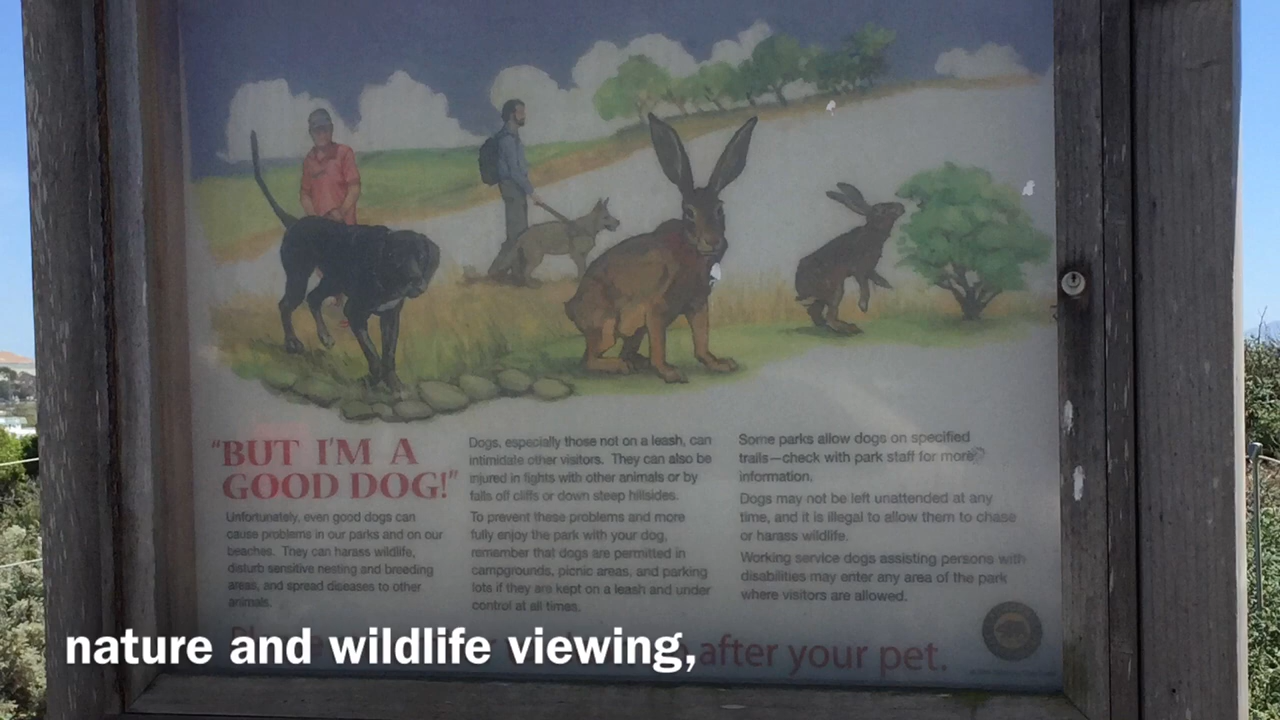 "BUT I'M A
GOOD DOG!"
Unfortunately, even good dogs can
cause problems in our parks and on our
beaches. They can harass wildlife,
disturb sensitive nesting and breeding
areas, and spread diseases to other
animals.
Dogs, especially those not on a leash, can
intimidate other visitors. They can also be
injured in fights with other animals or by
falls off cliffs or down steep hillsides.
To prevent these problems and more
fully enjoy the park with your dog,
remember that dogs are permitted in
campgrounds, picnic areas, and parking
lots if they are kept on a leash and under
control at all times.
Some parks allow dogs on specified
trails—check with park staff for more
information.
Dogs may not be left unattended at any
time, and it is illegal to allow them to chase
or harass wildlife.
Working service dogs assisting persons with
disabilities may enter any area of the park
where visitors are allowed.
after your pet.
nature and wildlife viewing,